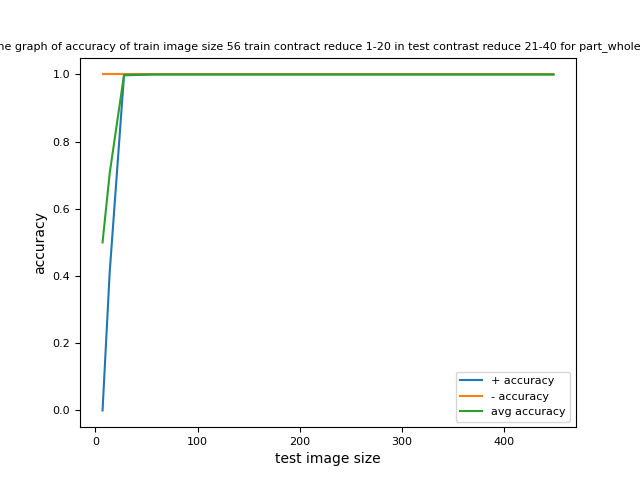 graph of accuracy of train image size 56 train contract reduce 1-20 in test contrast reduce 21-40 for part_whole
1.0
0.8
0.6
0.4
0.2
0.0
accuracy
0 100 200 300 400
test image size
+ accuracy
- accuracy
avg accuracy